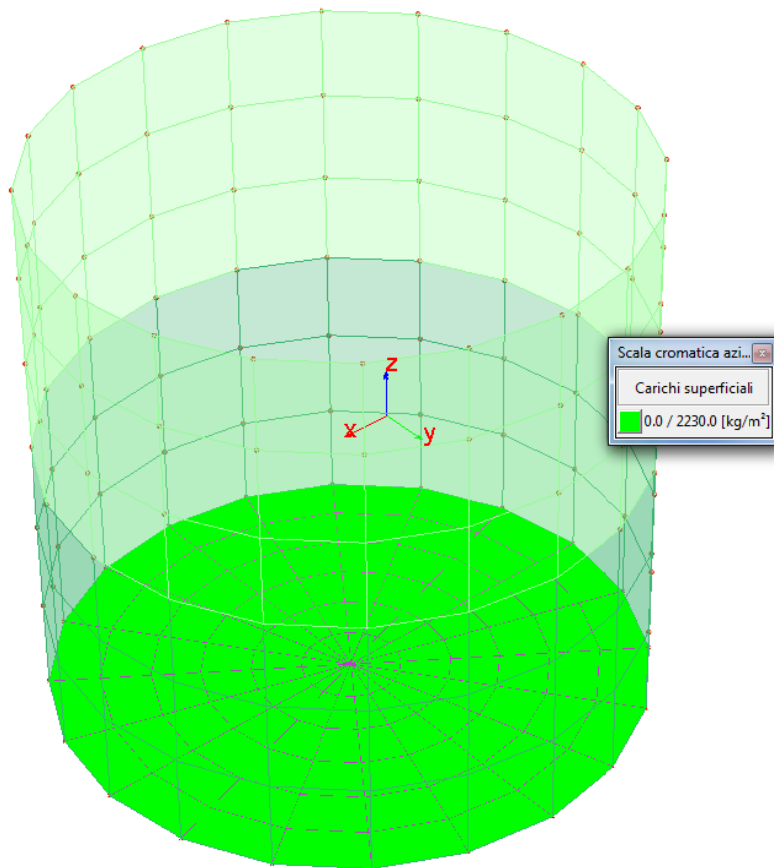 z
x
y
Scala cromatica azi...
x
Carichi superficiali
0.0 / 2230.0 [kg/m²]